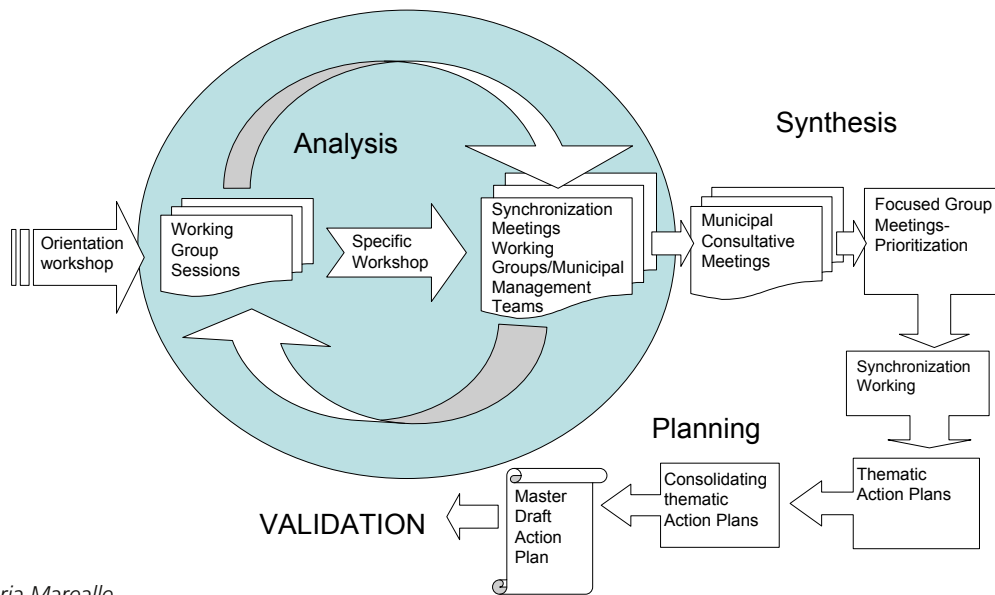 Synthesis
Analysis
Orientation
workshop
Working
Group
Sessions
Specific
Workshop
Synchronization
Meetings
Working
Groups/Municipal
Management
Teams
Municipal
Consultative
Meetings
Focused Group
Meetings-
Prioritization
Synchronization
Working
Planning
Thematic
Action Plans
Consolidating
thematic
Action Plans
Master
Draft
Action
Plan
VALIDATION
ria Marealle